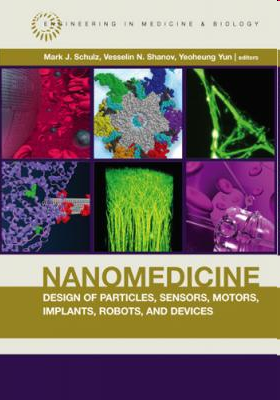 ENGINEERING IN MEDICINE & BIOLOGY
Mark J. Schulz, Vesselin N. Shanov, Yeoheung Yun | editors
NANOMEDICINE
DESIGN OF PARTICLES, SENSORS, MOTORS,
IMPLANTS, ROBOTS, AND DEVICES